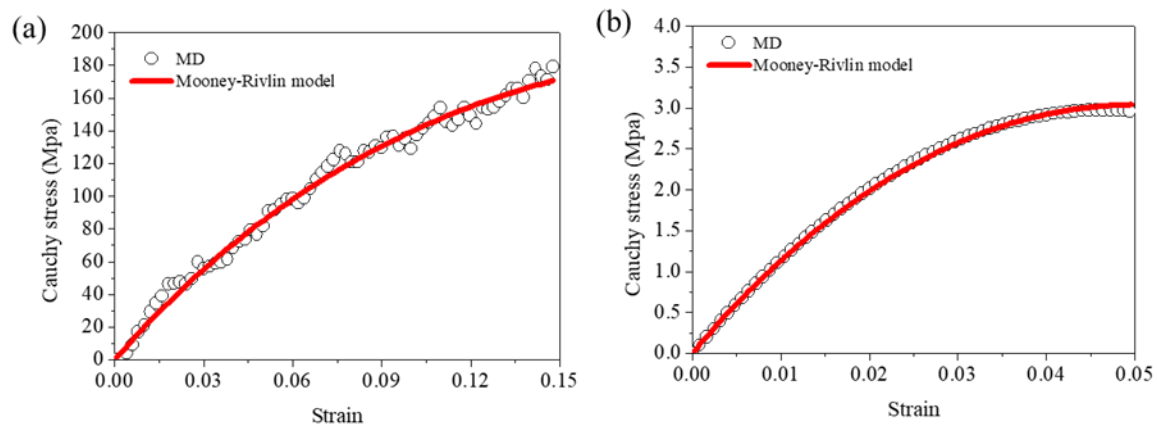 (a)
200
180
160
140
120
100
80
60
40
20
0
0.00 0.03 0.06 0.09 0.12 0.15
Cauchy stress (Mpa)
Strain
MD
Mooney-Rivlin model
(b)
4.0
3.5
3.0
2.5
2.0
1.5
1.0
0.5
0.0
0.00 0.01 0.02 0.03 0.04 0.05
Cauchy stress (Mpa)
Strain
MD
Mooney-Rivlin model